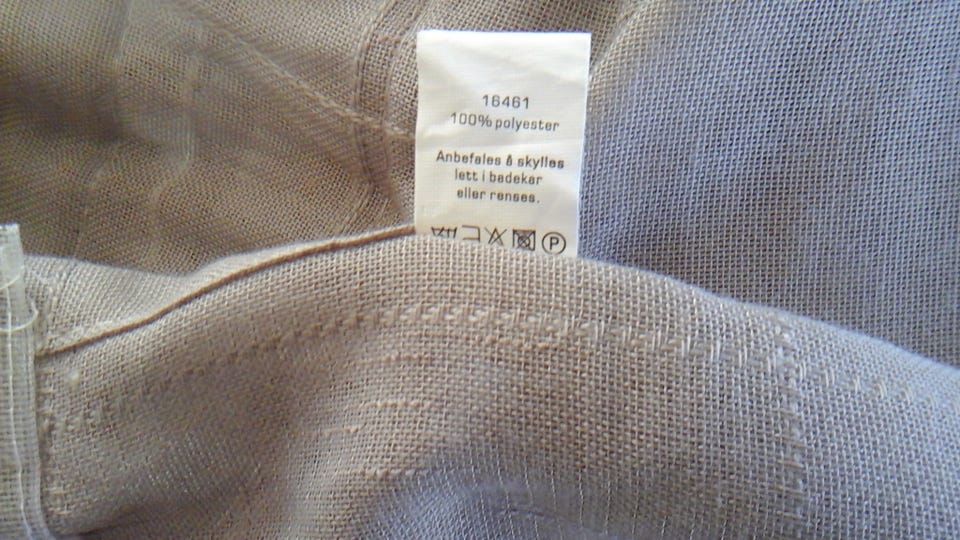 16461
100% polyester
Anbefales å skylles
lett i badekar
eller renses.
P